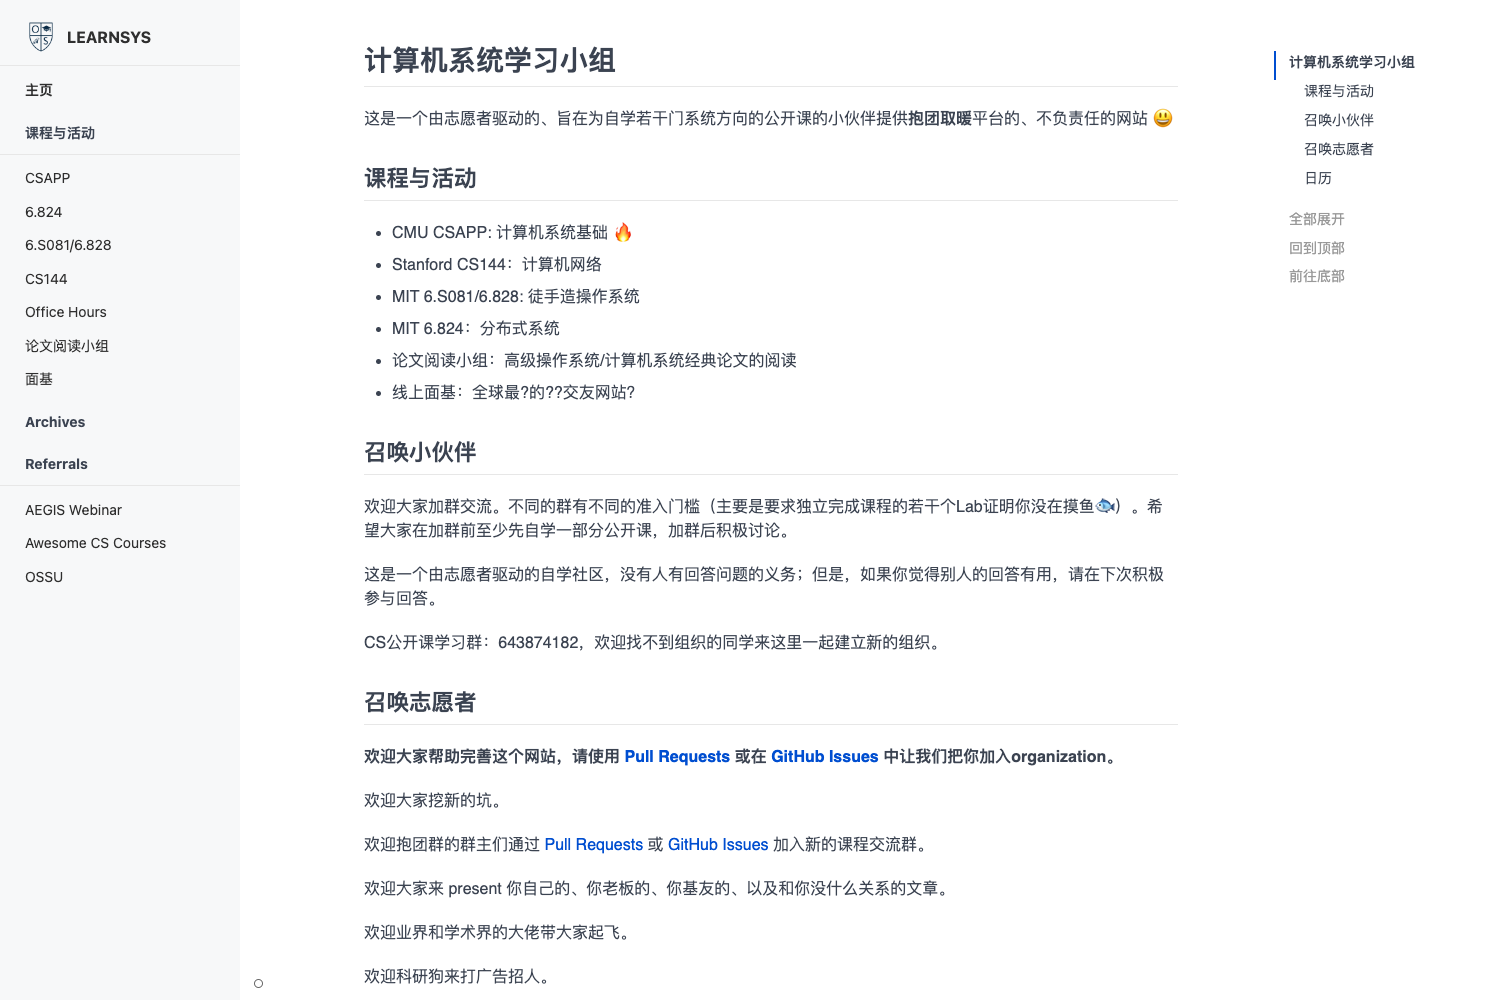 LEARNSYS
主页
课程与活动
CSAPP
6.824
6.S081/6.828
CS144
Office Hours
论文阅读小组
面基
Archives
Referrals
AEGIS Webinar
Awesome CS Courses
OSSU
计算机系统学习小组
这是一个由志愿者驱动的、旨在为自学若干门系统方向的公开课的小伙伴提供抱团取暖平台的、不负责任的网站 😃
课程与活动
CMU CSAPP: 计算机系统基础 🔥
Stanford CS144：计算机网络
MIT 6.S081/6.828: 徒手造操作系统
MIT 6.824：分布式系统
论文阅读小组：高级操作系统/计算机系统经典论文的阅读
线上面基：全球最?的??交友网站?
召唤小伙伴
欢迎大家加群交流。不同的群有不同的准入门槛（主要是要求独立完成课程的若干个Lab证明你没在摸鱼🐟）。希
望大家在加群前至少先自学一部分公开课，加群后积极讨论。
这是一个由志愿者驱动的自学社区，没有人有回答问题的义务；但是，如果你觉得别人的回答有用，请在下次积极
参与回答。
CS公开课学习群：643874182，欢迎找不到组织的同学来这里一起建立新的组织。
召唤志愿者
欢迎大家帮助完善这个网站，请使用 Pull Requests 或在 GitHub Issues 中让我们把你加入organization。
欢迎大家挖新的坑。
欢迎抱团群的群主们通过 Pull Requests 或 GitHub Issues 加入新的课程交流群。
欢迎大家来 present 你自己的、你老板的、你基友的、以及和你没什么关系的文章。
欢迎业界和学术界的大佬带大家起飞。
欢迎科研狗来打广告招人。
计算机系统学习小组
课程与活动
召唤小伙伴
召唤志愿者
日历
全部展开
回到顶部
前往底部